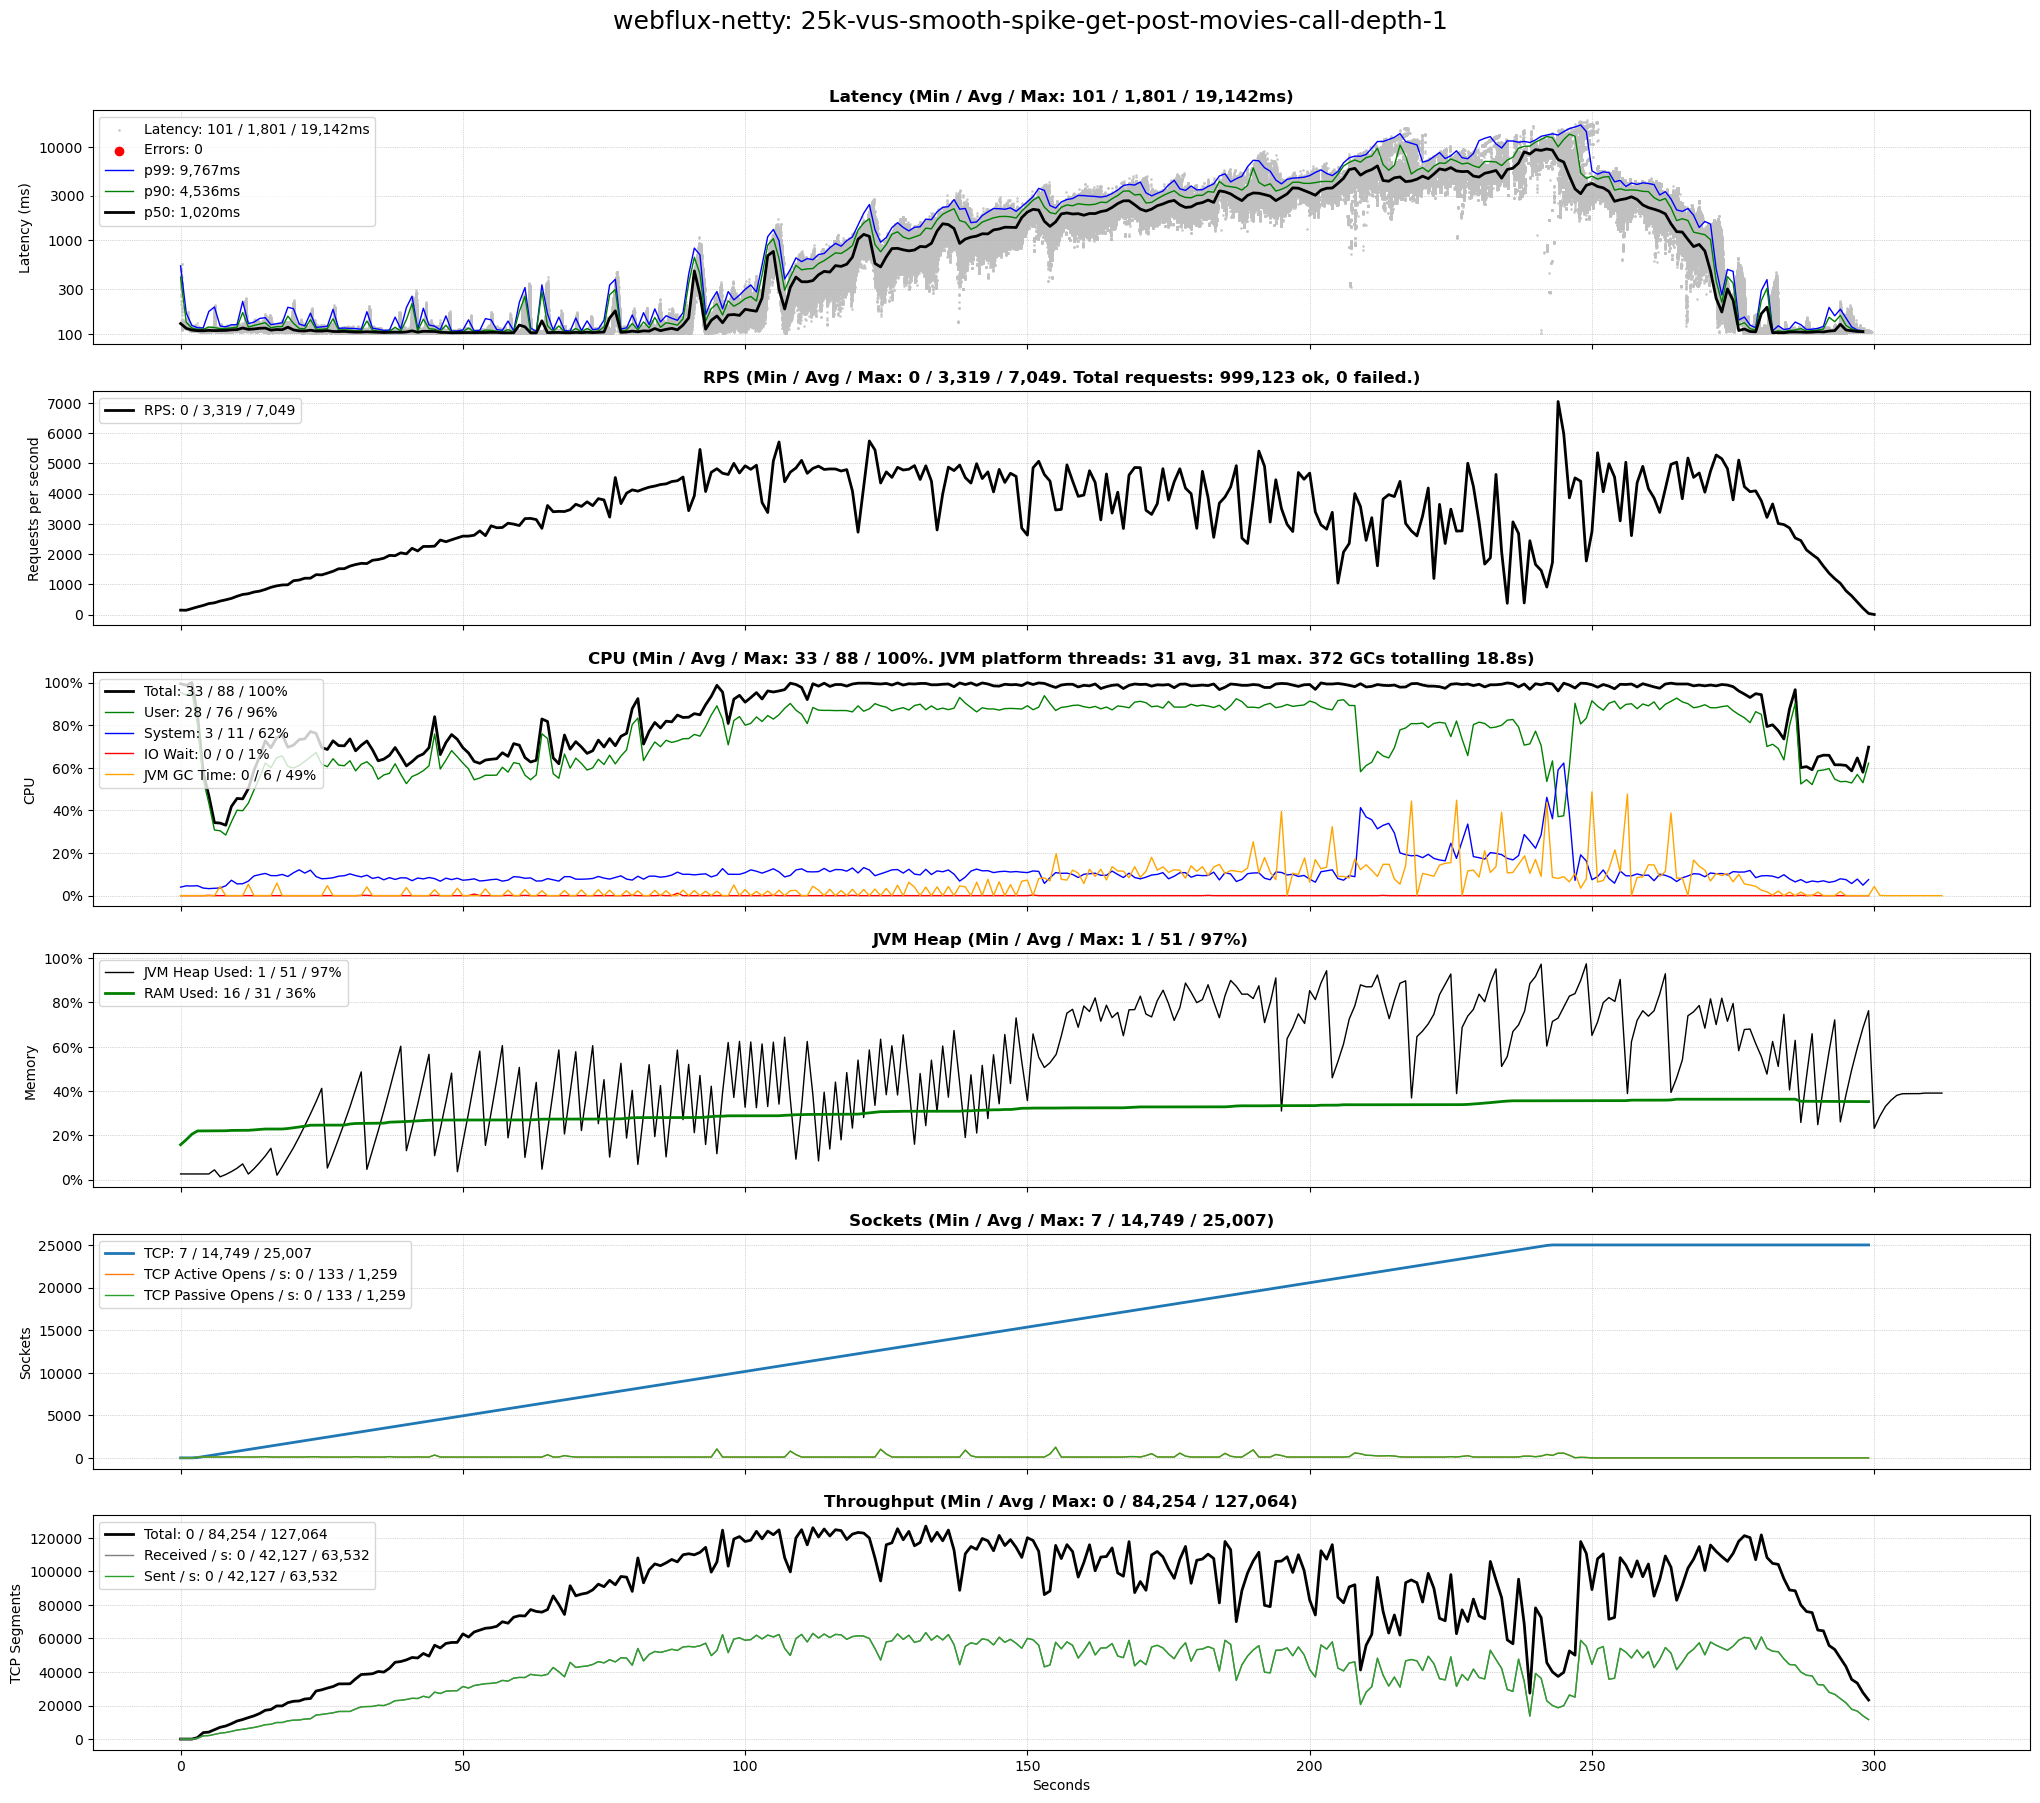 webflux-netty: 25k-vus-smooth-spike-get-post-movies-call-depth-1
Latency (Min / Avg / Max: 101 / 1,801 / 19,142ms)
Latency: 101 / 1,801 / 19,142ms
Errors: 0
p99: 9,767ms
p90: 4,536ms
p50: 1,020ms
Latency (ms)
10000
3000
1000
300
100
RPS (Min / Avg / Max: 0 / 3,319 / 7,049. Total requests: 999,123 ok, 0 failed.)
RPS: 0 / 3,319 / 7,049
Requests per second
7000
6000
5000
4000
3000
2000
1000
0
CPU (Min / Avg / Max: 33 / 88 / 100%. JVM platform threads: 31 avg, 31 max. 372 GCs totalling 18.8s)
Total: 33 / 88 / 100%
User: 28 / 76 / 96%
System: 3 / 11 / 62%
IO Wait: 0 / 0 / 1%
JVM GC Time: 0 / 6 / 49%
CPU
100%
80%
60%
40%
20%
0%
JVM Heap (Min / Avg / Max: 1 / 51 / 97%)
JVM Heap Used: 1 / 51 / 97%
RAM Used: 16 / 31 / 36%
Memory
100%
80%
60%
40%
20%
0%
Sockets (Min / Avg / Max: 7 / 14,749 / 25,007)
TCP: 7 / 14,749 / 25,007
TCP Active Opens / s: 0 / 133 / 1,259
TCP Passive Opens / s: 0 / 133 / 1,259
Sockets
25000
20000
15000
10000
5000
0
Throughput (Min / Avg / Max: 0 / 84,254 / 127,064)
Total: 0 / 84,254 / 127,064
Received / s: 0 / 42,127 / 63,532
Sent / s: 0 / 42,127 / 63,532
TCP Segments
120000
100000
80000
60000
40000
20000
0
0 50 100 150 200 250 300
Seconds